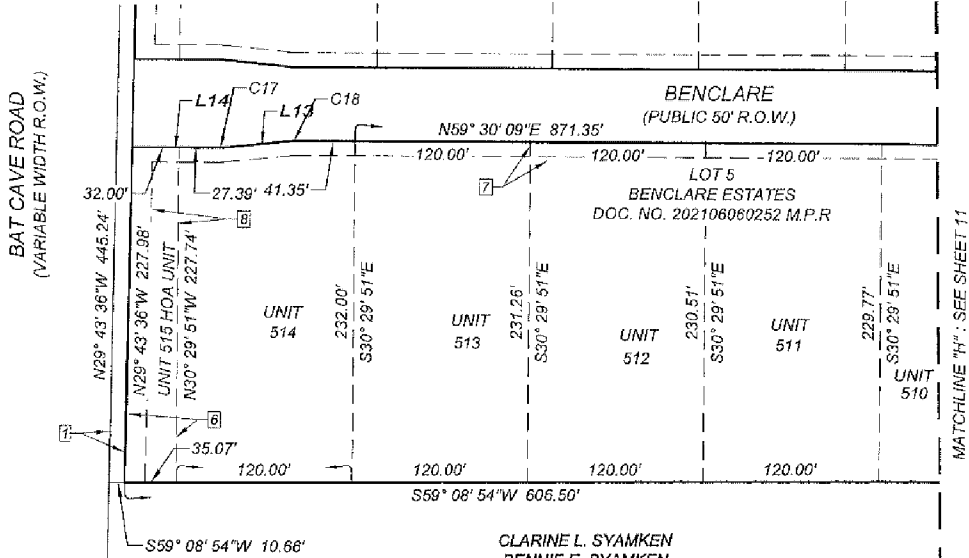 BAT CAVE ROAD
(VARIABLE WIDTH R.O.W.)
L14
C17
L13
C18
BENCLARE
(PUBLIC 50' R.O.W.)
N59° 30' 09"E 871.35'
120.00'
120.00'
120.00'
32.00'
27.39'
41.35'
7
8
LOT 5
BENCLARE ESTATES
DOC. NO. 202106060252 M.P.R
N29° 43' 36"W 445.24'
N29° 43' 36"W 227.98'
UNIT 515 HOA UNIT
N30° 29' 51"W 227.74'
UNIT
514
232.00'
S30° 29' 51"E
UNIT
513
231.26'
S30° 29' 51"E
UNIT
512
230.51'
S30° 29' 51"E
UNIT
511
229.77'
S30° 29' 51"E
UNIT
510
MATCHLINE "H" : SEE SHEET 11
6
1
35.07'
120.00'
120.00'
120.00'
120.00'
S59° 08' 54"W 606.50'
S59° 08' 54"W 10.66'
CLARINE L. SYAMKEN
BENNIE E. SYAMKEN